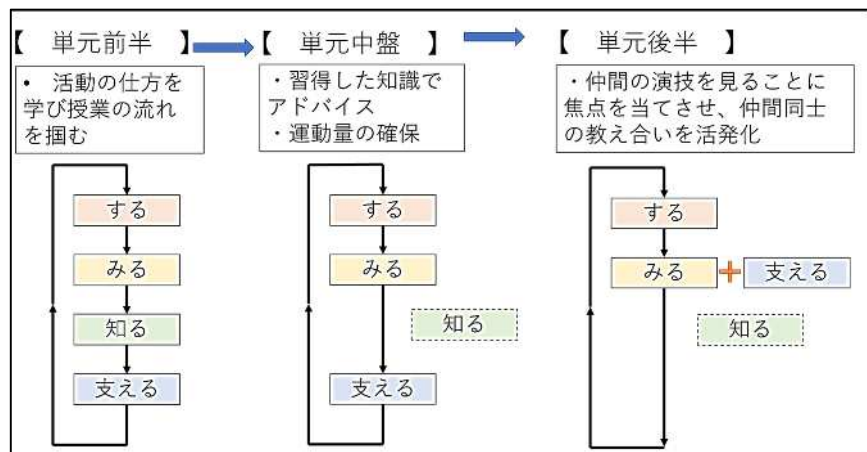 【 単元前半 】
• 活動の仕方を
学び授業の流れ
を掴む
する
みる
知る
支える
【 単元中盤 】
・習得した知識で
アドバイス
・運動量の確保
する
みる
知る
支える
【 単元後半 】
・仲間の演技を見ることに
焦点を当てさせ、仲間同士
の教え合いを活発化
する
みる + 支える
知る